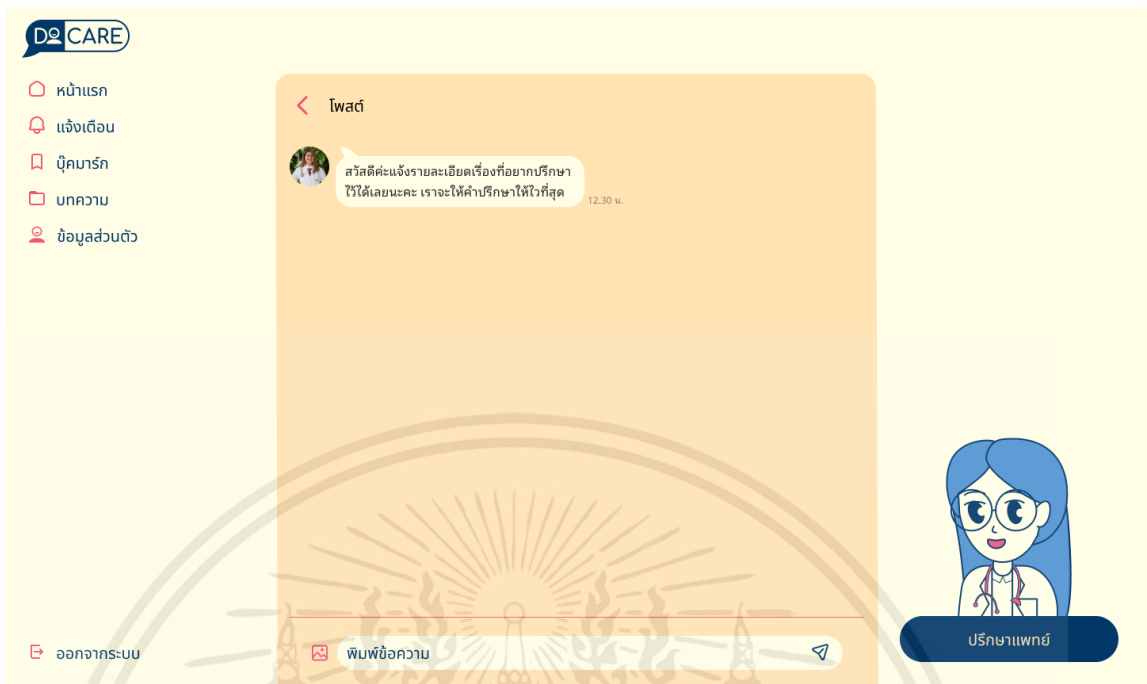 DO CARE
หน้าแรก
แจ้งเตือน
บุ๊คมาร์ก
บทความ
ข้อมูลส่วนตัว
โพสต์
สวัสดีค่ะแจ้งรายละเอียดเรื่องที่อยากปรึกษา
ไว้ได้เลยนะคะ เราจะให้คำปรึกษาให้ไวที่สุด
12.30 น.
ออกจากระบบ
พิมพ์ข้อความ
ปรึกษาแพทย์